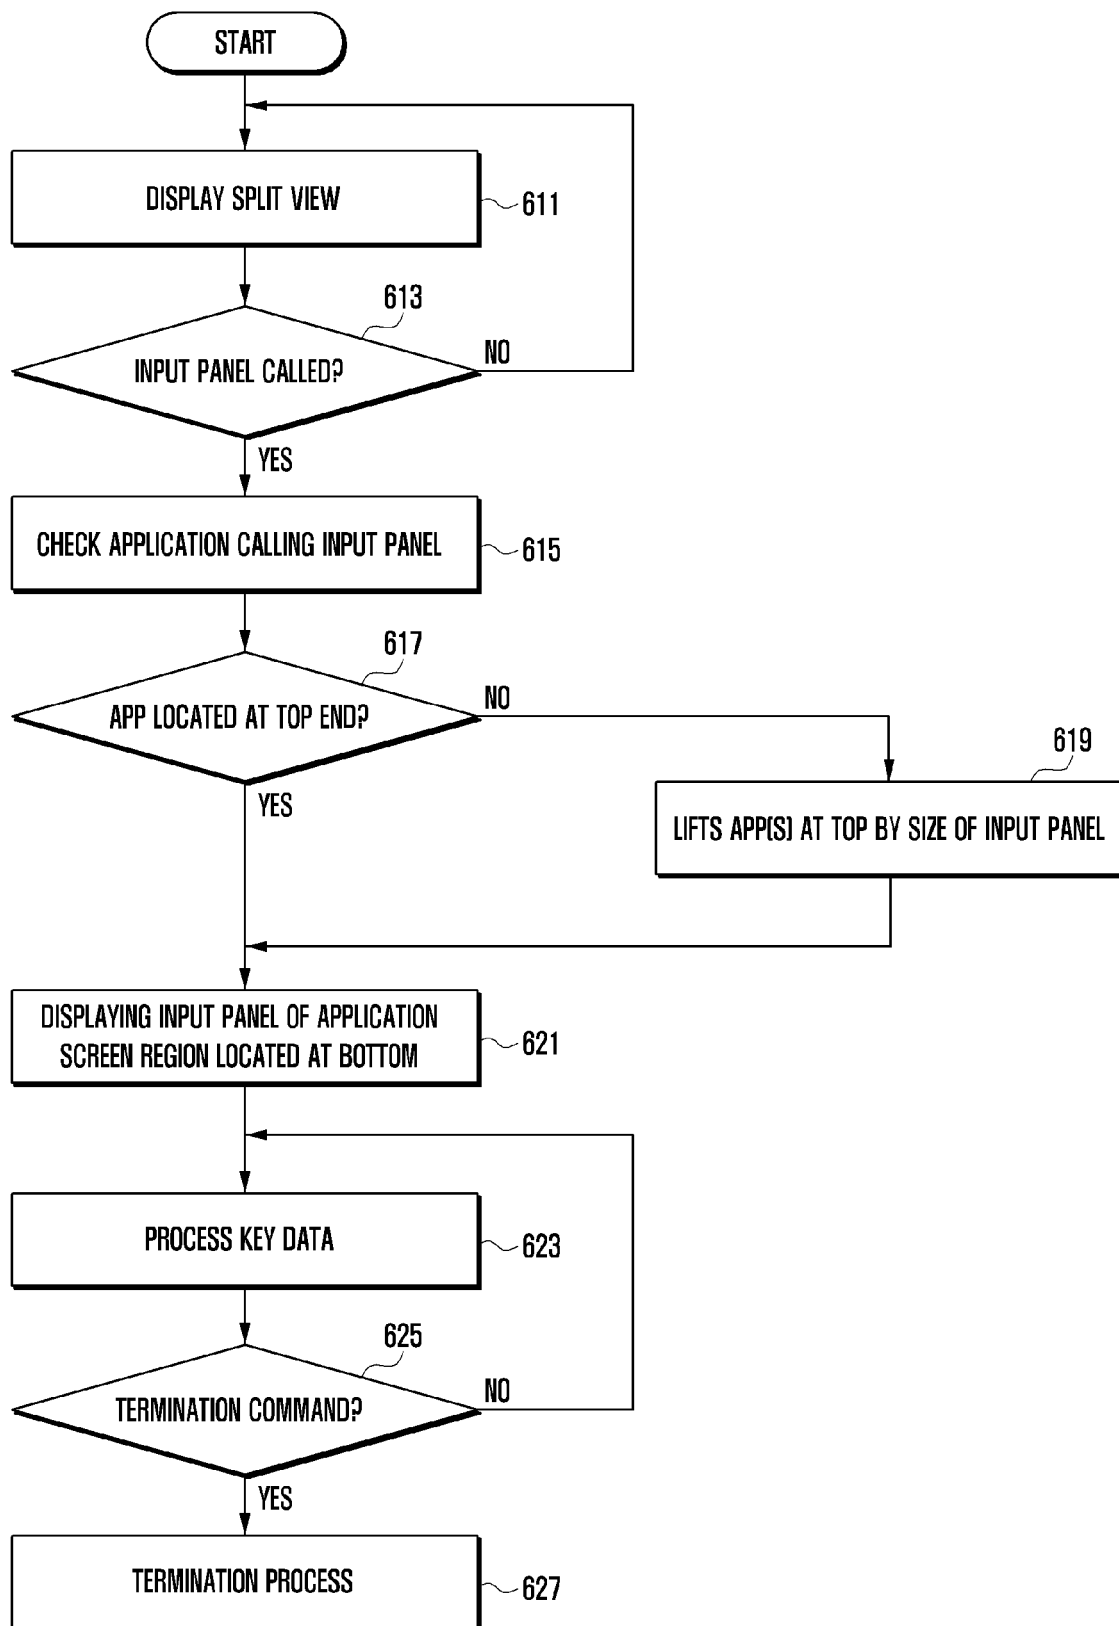 START
DISPLAY SPLIT VIEW
611
613
INPUT PANEL CALLED?
NO
YES
CHECK APPLICATION CALLING INPUT PANEL
615
617
APP LOCATED AT TOP END?
NO
YES
619
LIFTS APP(S) AT TOP BY SIZE OF INPUT PANEL
DISPLAYING INPUT PANEL OF APPLICATION
SCREEN REGION LOCATED AT BOTTOM
621
PROCESS KEY DATA
623
625
TERMINATION COMMAND?
NO
YES
TERMINATION PROCESS
627